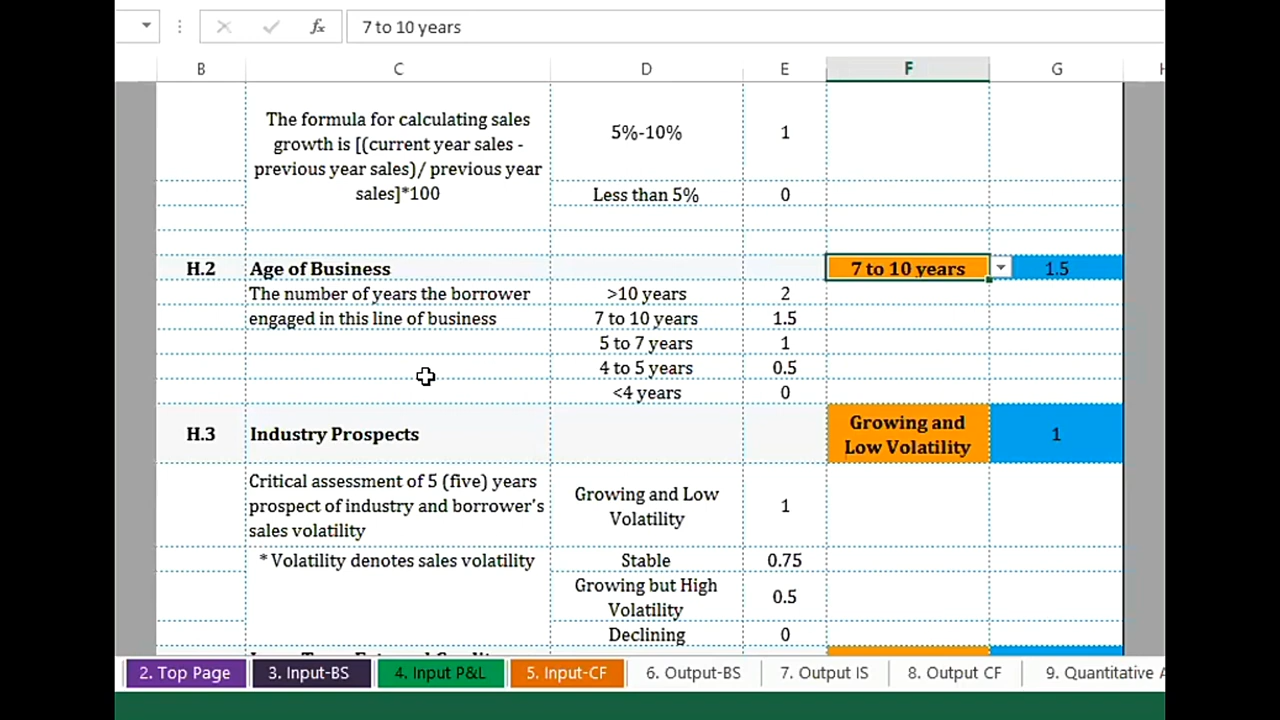 7 to 10 years
B C D E F G
The formula for calculating sales
growth is [(current year sales -
previous year sales)/ previous year
sales]*100
5%-10% 1
Less than 5% 0
H.2 Age of Business 7 to 10 years 1.5
The number of years the borrower >10 years 2
engaged in this line of business 7 to 10 years 1.5
5 to 7 years 1
4 to 5 years 0.5
<4 years 0
H.3 Industry Prospects Growing and
Low Volatility 1
Critical assessment of 5 (five) years
prospect of industry and borrower's
sales volatility
Growing and Low
Volatility 1
* Volatility denotes sales volatility Stable 0.75
Growing but High
Volatility 0.5
Declining 0
2. Top Page 3. Input-BS 4. Input P&L 5. Input-CF 6. Output-BS 7. Output IS 8. Output CF 9. Quantitative A